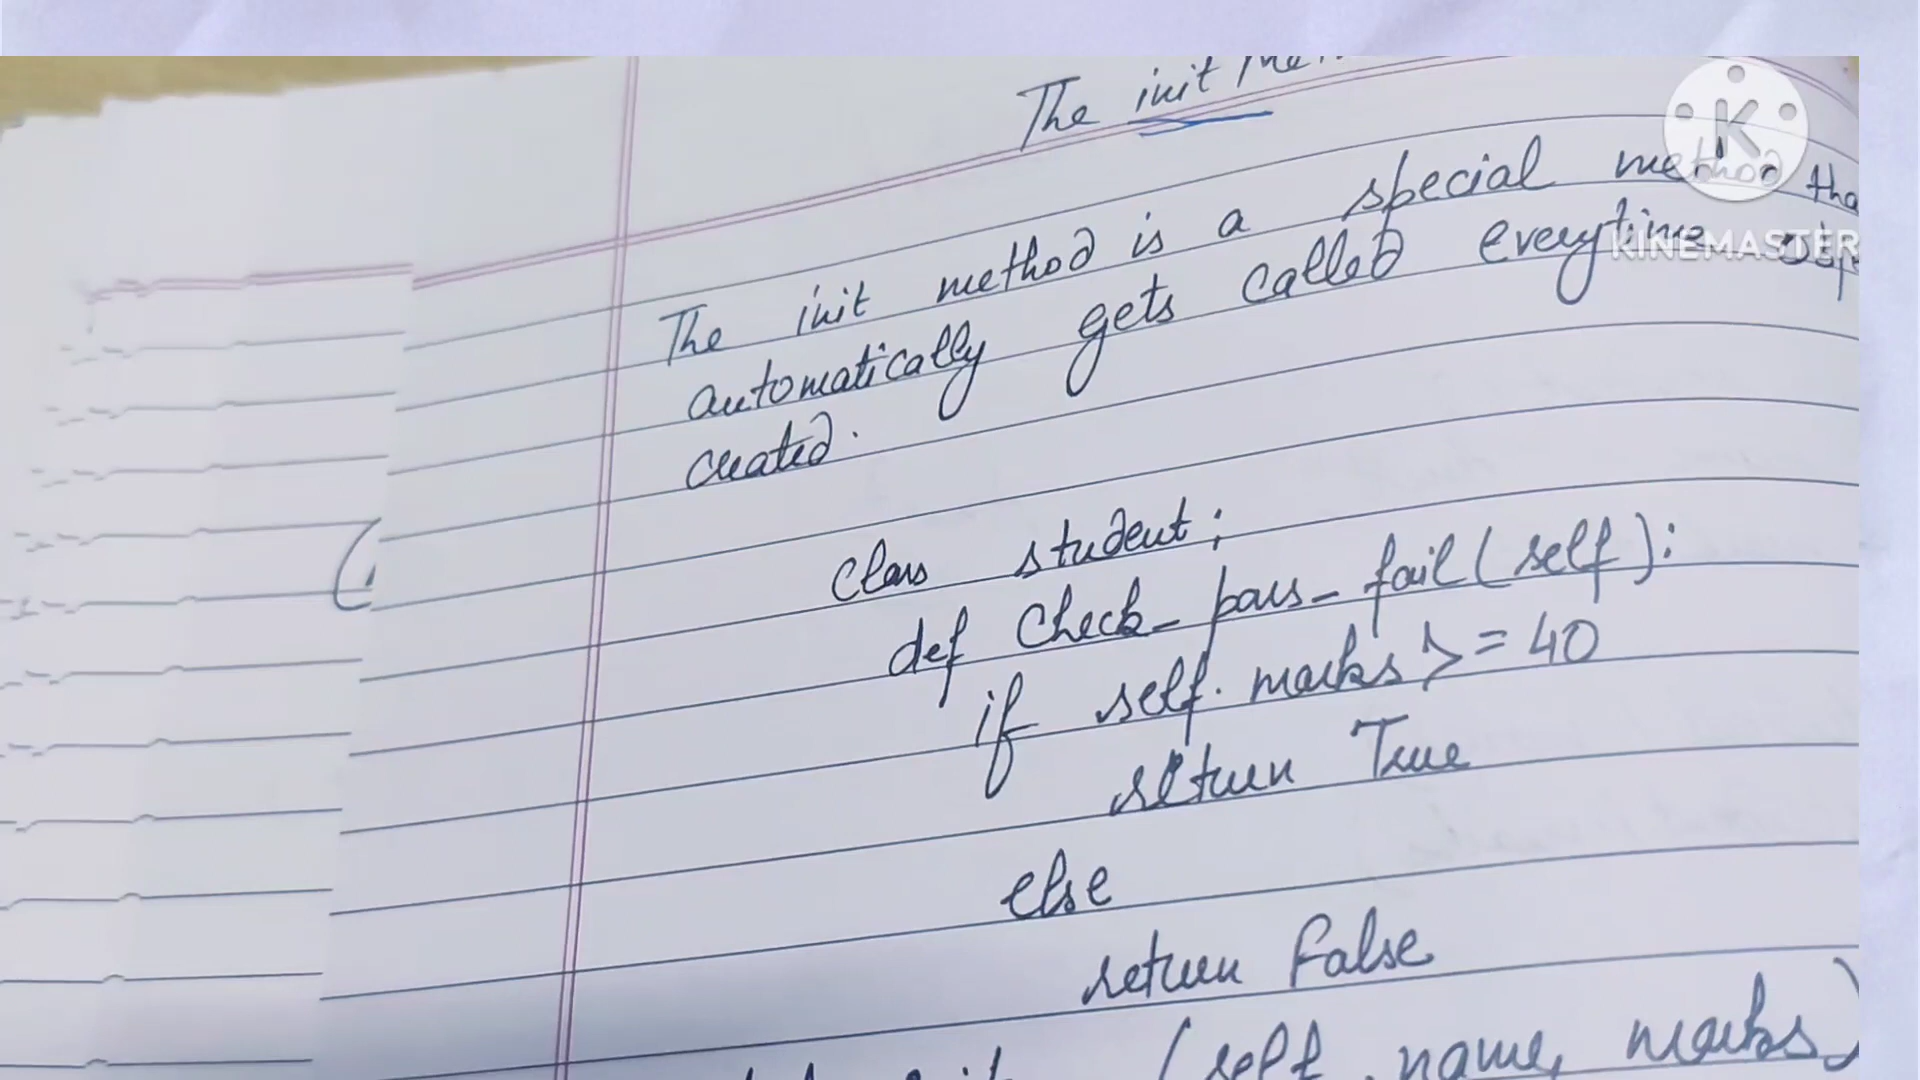 The init
The init method is a special method tha
automatically gets called everytime obj
created.
KINEMASTER
class student;
def check_pass_fail(self):
if self.marks >= 40
return True
else
return False
(self, name, marks)